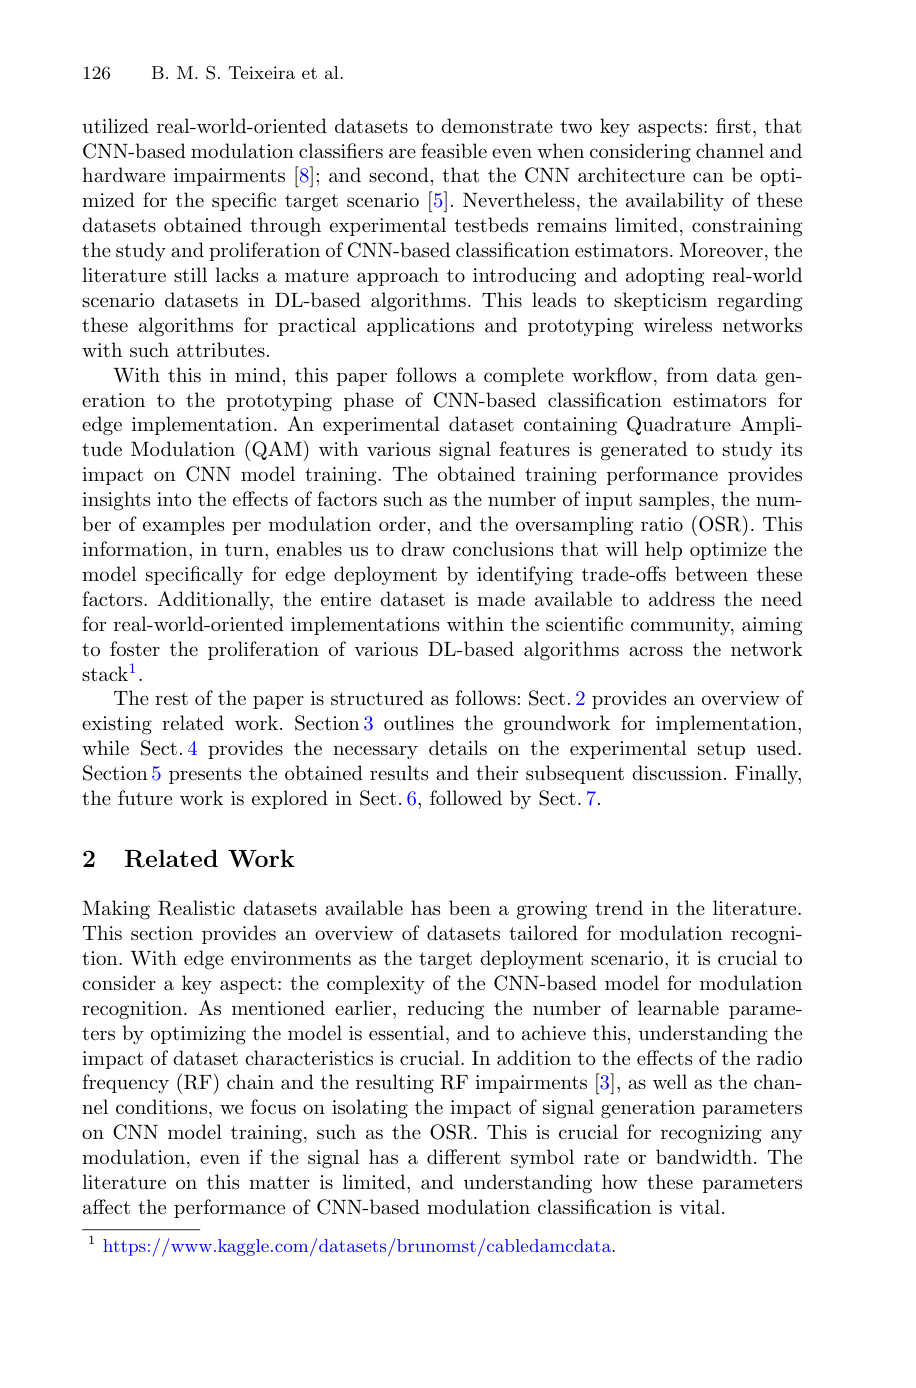 126 B. M. S. Teixeira et al.
utilized real-world-oriented datasets to demonstrate two key aspects: first, that
CNN-based modulation classifiers are feasible even when considering channel and
hardware impairments [8]; and second, that the CNN architecture can be opti-
mized for the specific target scenario [5]. Nevertheless, the availability of these
datasets obtained through experimental testbeds remains limited, constraining
the study and proliferation of CNN-based classification estimators. Moreover, the
literature still lacks a mature approach to introducing and adopting real-world
scenario datasets in DL-based algorithms. This leads to skepticism regarding
these algorithms for practical applications and prototyping wireless networks
with such attributes.
With this in mind, this paper follows a complete workflow, from data gen-
eration to the prototyping phase of CNN-based classification estimators for
edge implementation. An experimental dataset containing Quadrature Ampli-
tude Modulation (QAM) with various signal features is generated to study its
impact on CNN model training. The obtained training performance provides
insights into the effects of factors such as the number of input samples, the num-
ber of examples per modulation order, and the oversampling ratio (OSR). This
information, in turn, enables us to draw conclusions that will help optimize the
model specifically for edge deployment by identifying trade-offs between these
factors. Additionally, the entire dataset is made available to address the need
for real-world-oriented implementations within the scientific community, aiming
to foster the proliferation of various DL-based algorithms across the network
stack1.
The rest of the paper is structured as follows: Sect. 2 provides an overview of
existing related work. Section 3 outlines the groundwork for implementation,
while Sect. 4 provides the necessary details on the experimental setup used.
Section 5 presents the obtained results and their subsequent discussion. Finally,
the future work is explored in Sect. 6, followed by Sect. 7.
2 Related Work
Making Realistic datasets available has been a growing trend in the literature.
This section provides an overview of datasets tailored for modulation recogni-
tion. With edge environments as the target deployment scenario, it is crucial to
consider a key aspect: the complexity of the CNN-based model for modulation
recognition. As mentioned earlier, reducing the number of learnable parame-
ters by optimizing the model is essential, and to achieve this, understanding the
impact of dataset characteristics is crucial. In addition to the effects of the radio
frequency (RF) chain and the resulting RF impairments [3], as well as the chan-
nel conditions, we focus on isolating the impact of signal generation parameters
on CNN model training, such as the OSR. This is crucial for recognizing any
modulation, even if the signal has a different symbol rate or bandwidth. The
literature on this matter is limited, and understanding how these parameters
affect the performance of CNN-based modulation classification is vital.
1 https://www.kaggle.com/datasets/brunomst/cabledamcdata.